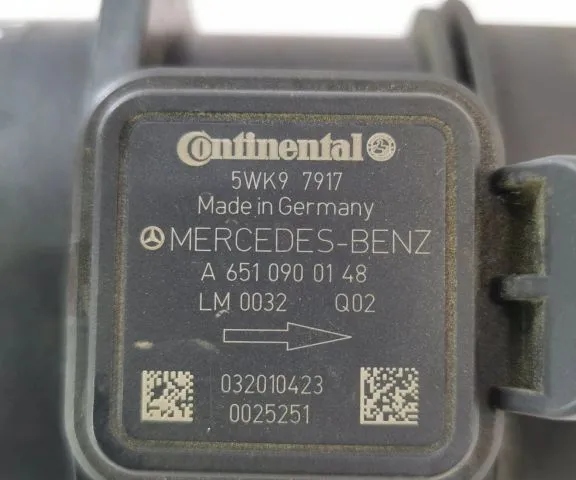 Continental
5WK9 7917
Made in Germany
MERCEDES-BENZ
A 651 090 01 48
LM 0032 Q02
032010423
0025251